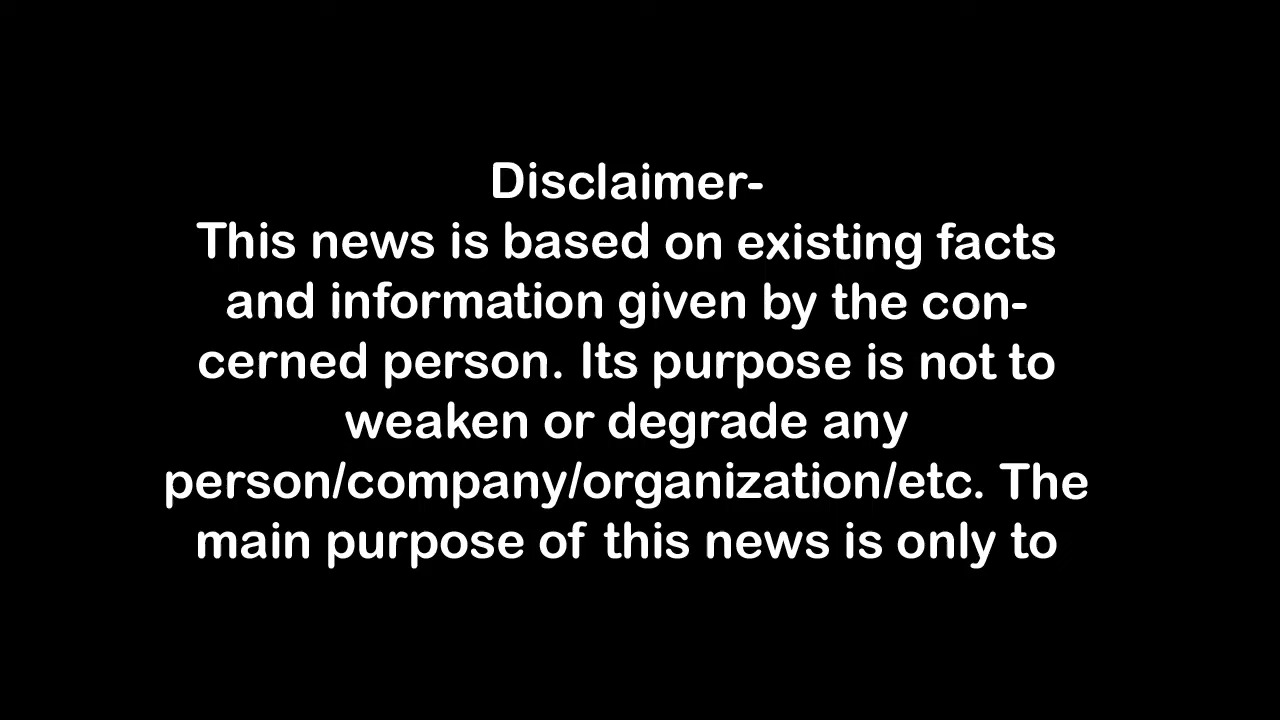 Disclaimer-
This news is based on existing facts
and information given by the con-
cerned person. Its purpose is not to
weaken or degrade any
person/company/organization/etc. The
main purpose of this news is only to